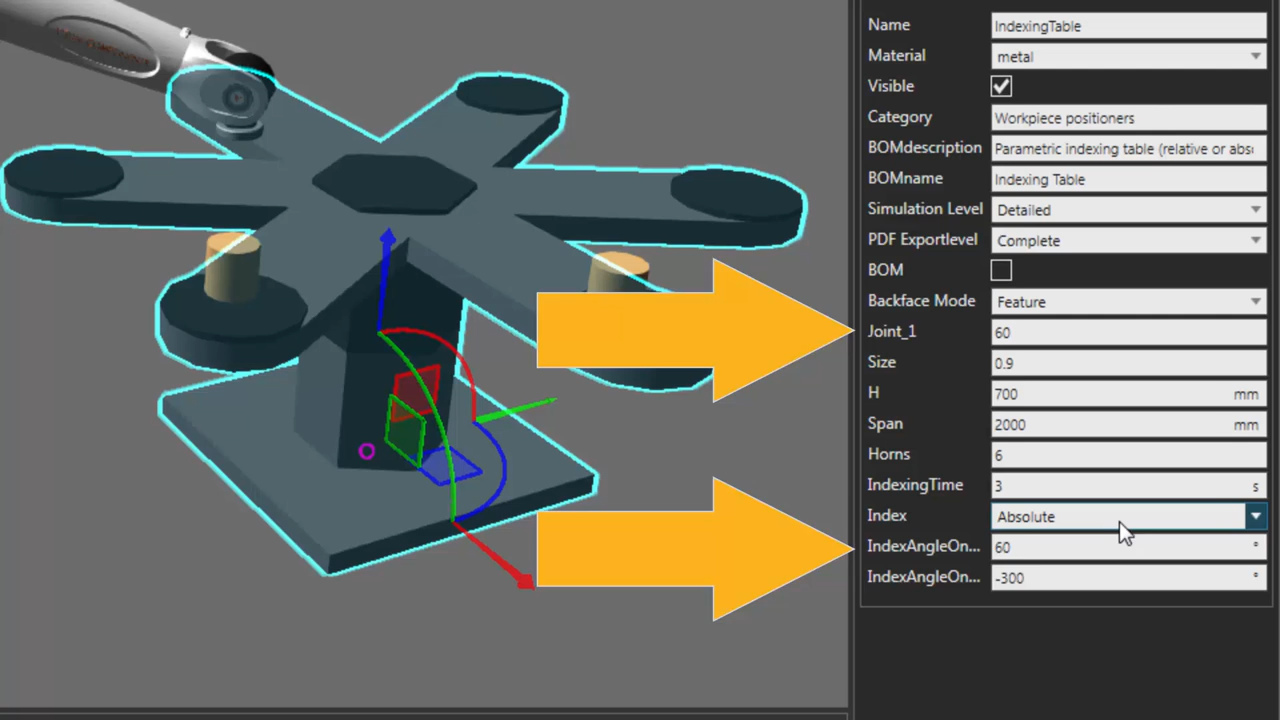 Name IndexingTable
Material metal
Visible
Category Workpiece positioners
BOMdescription Parametric indexing table (relative or abs
BOMname Indexing Table
Simulation Level Detailed
PDF Exportlevel Complete
BOM
Backface Mode Feature
Joint_1 60
Size 0.9
H 700 mm
Span 2000 mm
Horns 6
IndexingTime 3 s
Index Absolute
IndexAngleOn... 60 °
IndexAngleOn... -300 °